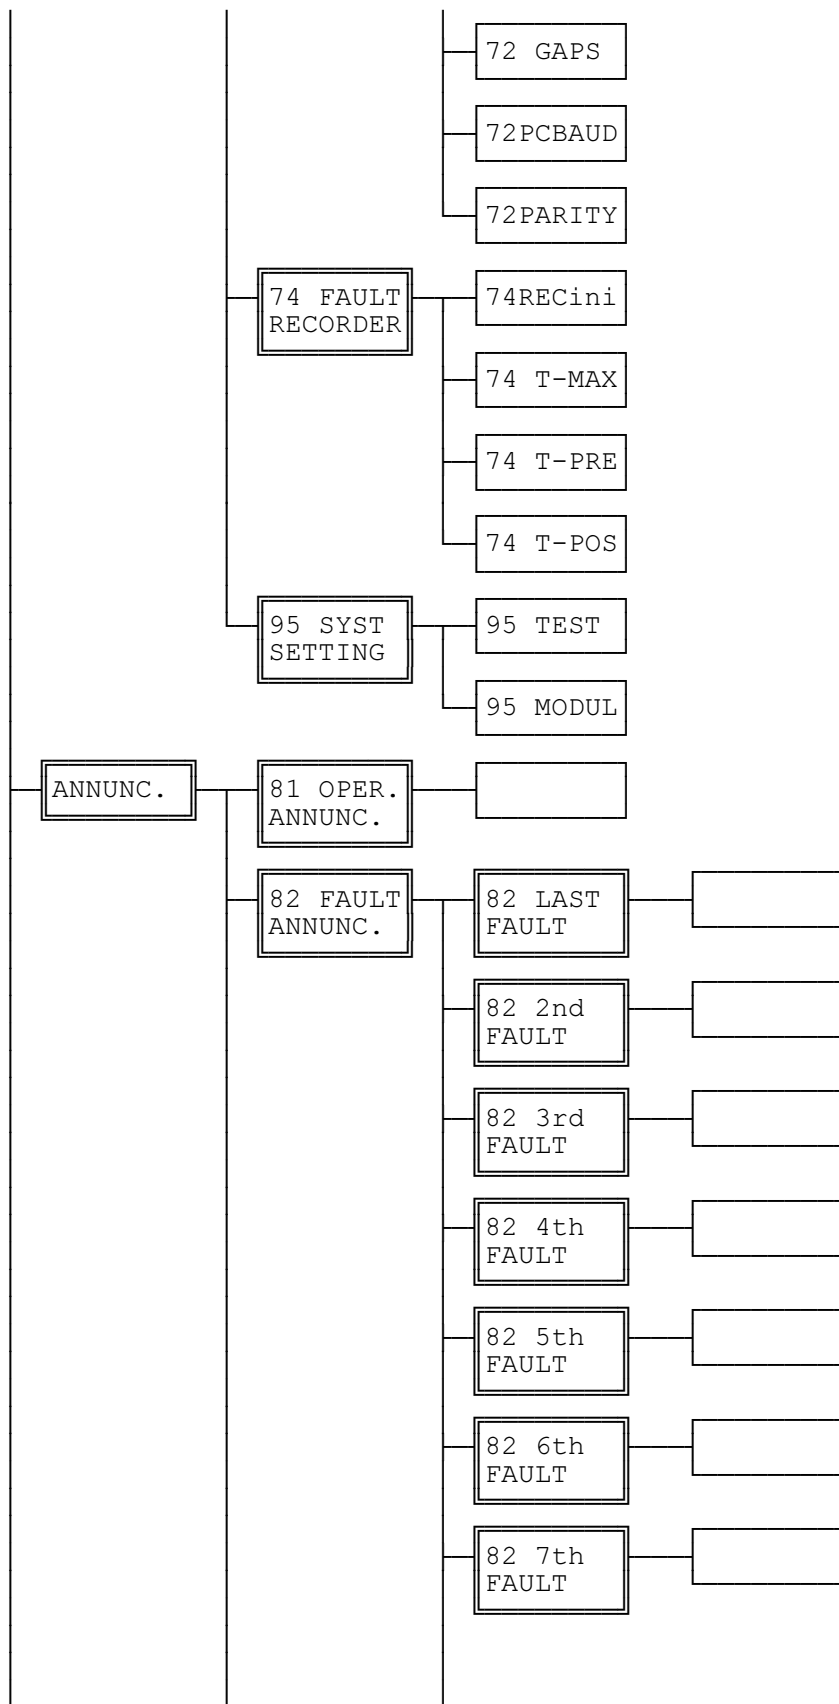 72 GAPS
72PCBAUD
72PARITY
74 FAULT
RECORDER
74RECini
74 T-MAX
74 T-PRE
74 T-POS
95 SYST
SETTING
95 TEST
95 MODUL
ANNUNC.
81 OPER.
ANNUNC.
82 FAULT
ANNUNC.
82 LAST
FAULT
82 2nd
FAULT
82 3rd
FAULT
82 4th
FAULT
82 5th
FAULT
82 6th
FAULT
82 7th
FAULT